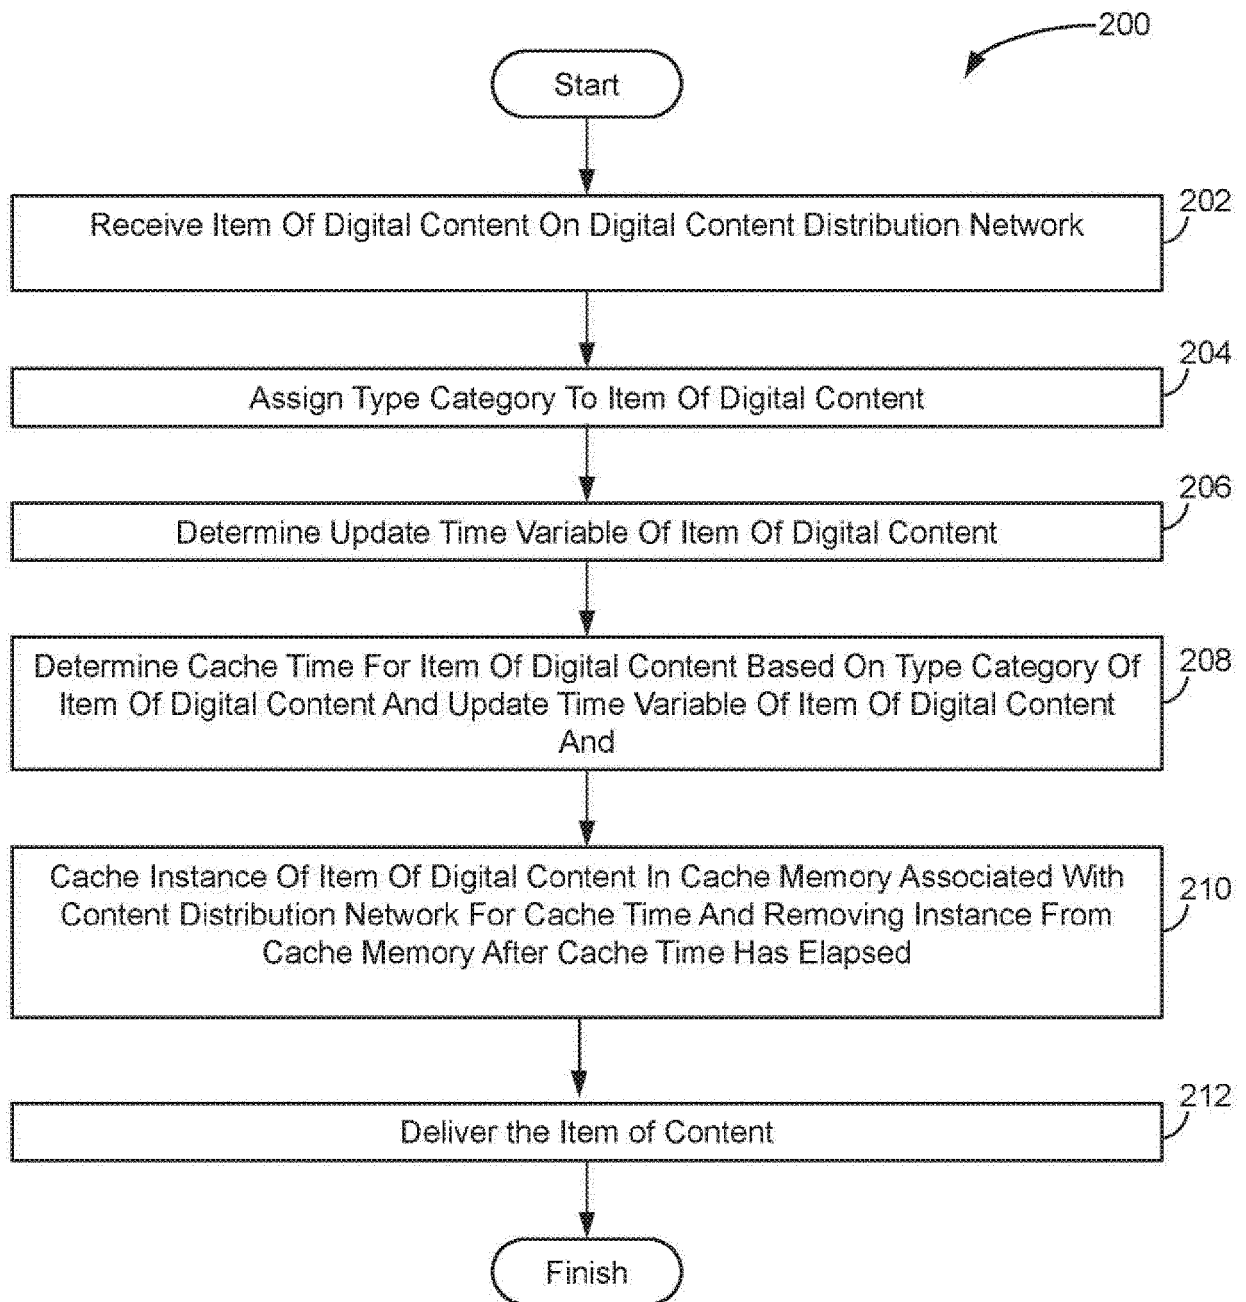 200
Start
202
Receive Item Of Digital Content On Digital Content Distribution Network
204
Assign Type Category To Item Of Digital Content
206
Determine Update Time Variable Of Item Of Digital Content
208
Determine Cache Time For Item Of Digital Content Based On Type Category Of
Item Of Digital Content And Update Time Variable Of Item Of Digital Content
And
210
Cache Instance Of Item Of Digital Content In Cache Memory Associated With
Content Distribution Network For Cache Time And Removing Instance From
Cache Memory After Cache Time Has Elapsed
212
Deliver the Item of Content
Finish